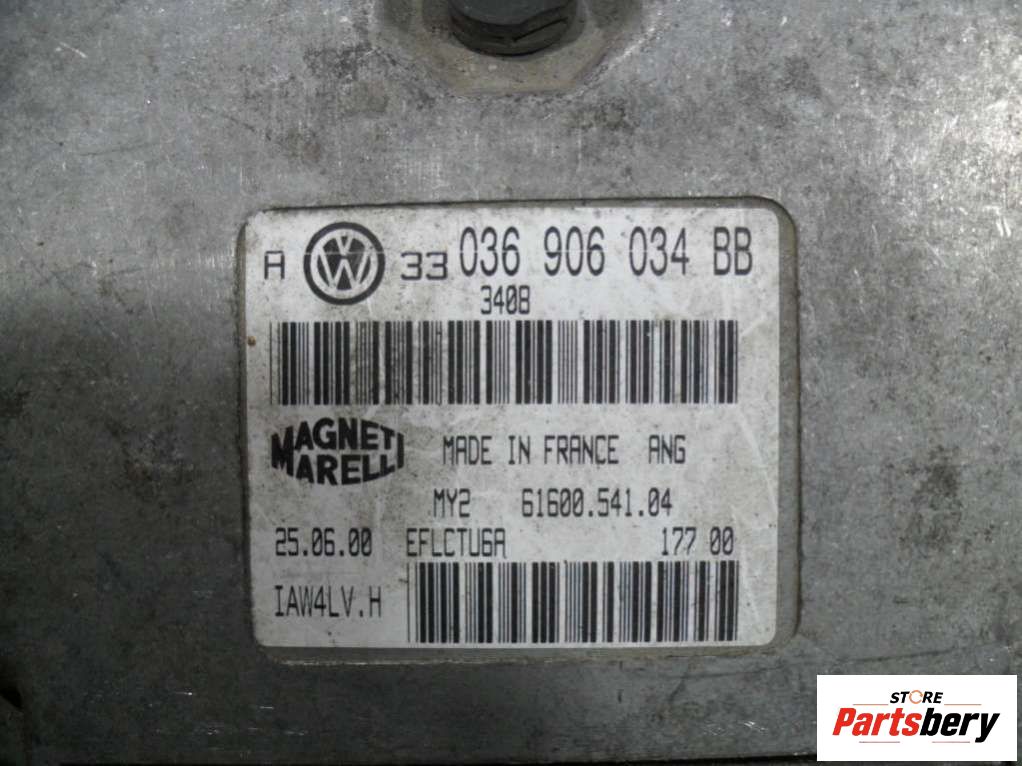 A VW 33 036 906 034 BB
3408
MAGNETI
MARELLI
MADE IN FRANCE ANG
MY2 61600.541.04
25.06.00 EFLCTU6A 177 00
IAW4LV.H
STORE
Partsbery